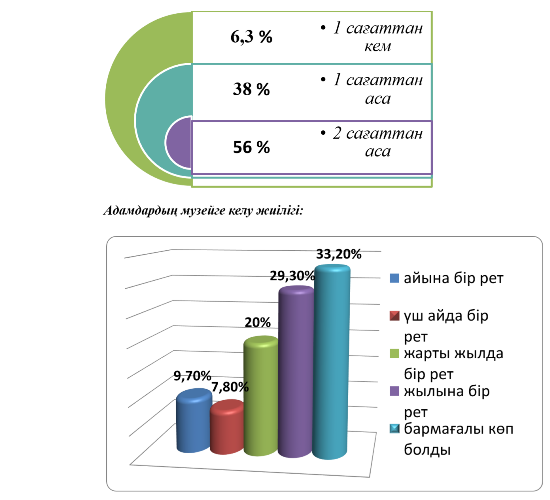 6,3 %
• 1 сағаттан
кем
38 %
• 1 сағаттан
аса
56 %
• 2 сағаттан
аса
Адамдардың музейге келу жиілігі:
9,70%
7,80%
20%
29,30%
33,20%
айына бір рет
үш айда бір
рет
жарты жылда
бір рет
жылына бір
рет
бармағалы көп
болды